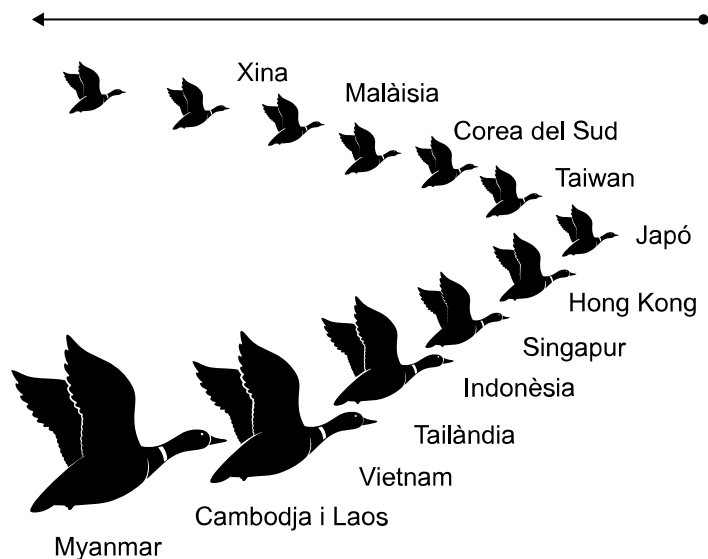 Xina
Malàisia
Corea del Sud
Taiwan
Japó
Hong Kong
Singapur
Indonèsia
Tailàndia
Vietnam
Cambodja i Laos
Myanmar